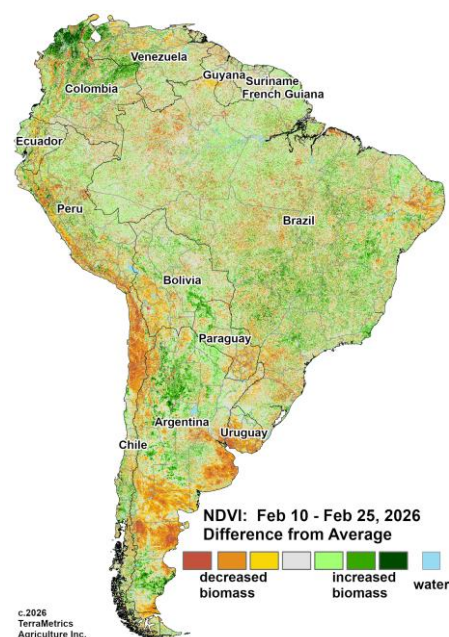 Venezuela
Guyana
Suriname
French Guiana
Colombia
Ecuador
Peru
Brazil
Bolivia
Paraguay
Argentina
Uruguay
Chile
NDVI: Feb 10 - Feb 25, 2026
Difference from Average
decreased
biomass
increased
biomass
water
c.2026
TerraMetrics
Agriculture Inc.